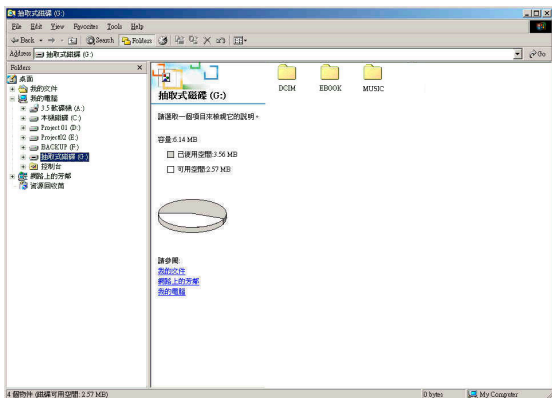 抽取式磁碟 (G:)
File Edit View Favorites Tools Help
Back Search Folders
Address 抽取式磁碟 (G:) Go
Folders
桌面
我的文件
我的電腦
3.5 軟碟機 (A:)
本機磁碟 (C:)
Project 01 (D:)
Project02 (E:)
BACKUP (F:)
抽取式磁碟 (G:)
控制台
網路上的芳鄰
資源回收筒
抽取式磁碟 (G:)
請選取一個項目來檢視它的說明。
容量:6.14 MB
已使用空間:3.56 MB
可用空間:2.57 MB
請參閱:
我的文件
網路上的芳鄰
我的電腦
DCIM EBOOK MUSIC
4 個物件 (磁碟可用空間: 2.57 MB) 0 bytes My Computer